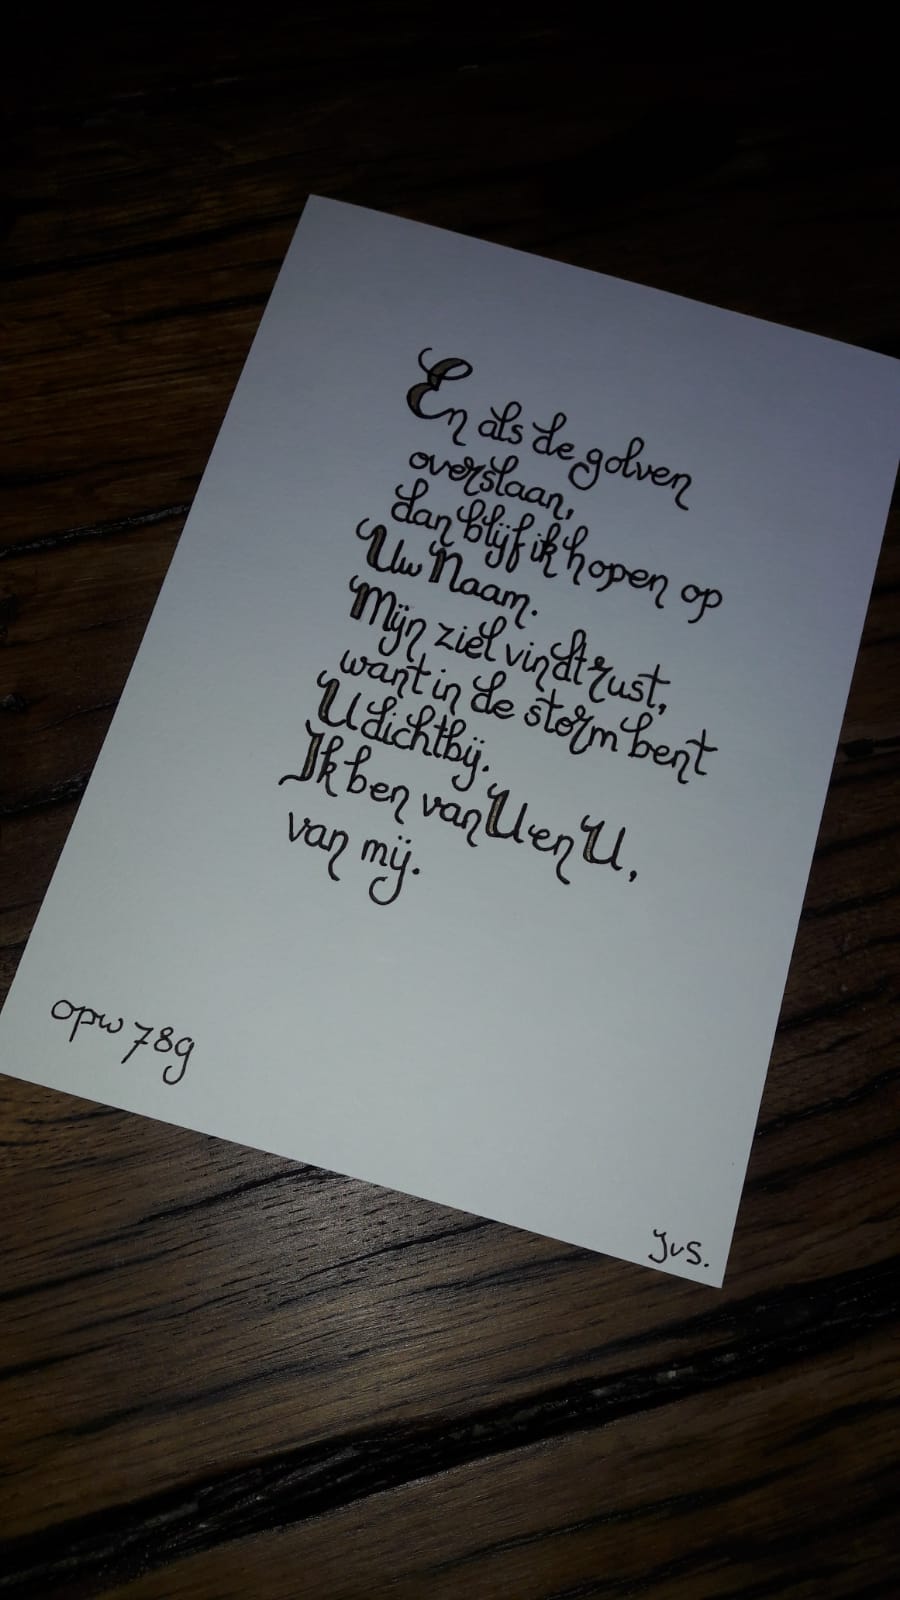 En als de golven
overslaan,
dan blijf ik hopen op
Uw Naam.
Mijn ziel vindt rust,
want in de storm bent
U dichtbij.
Ik ben van U en U,
van mij.
opw 789
JvS.